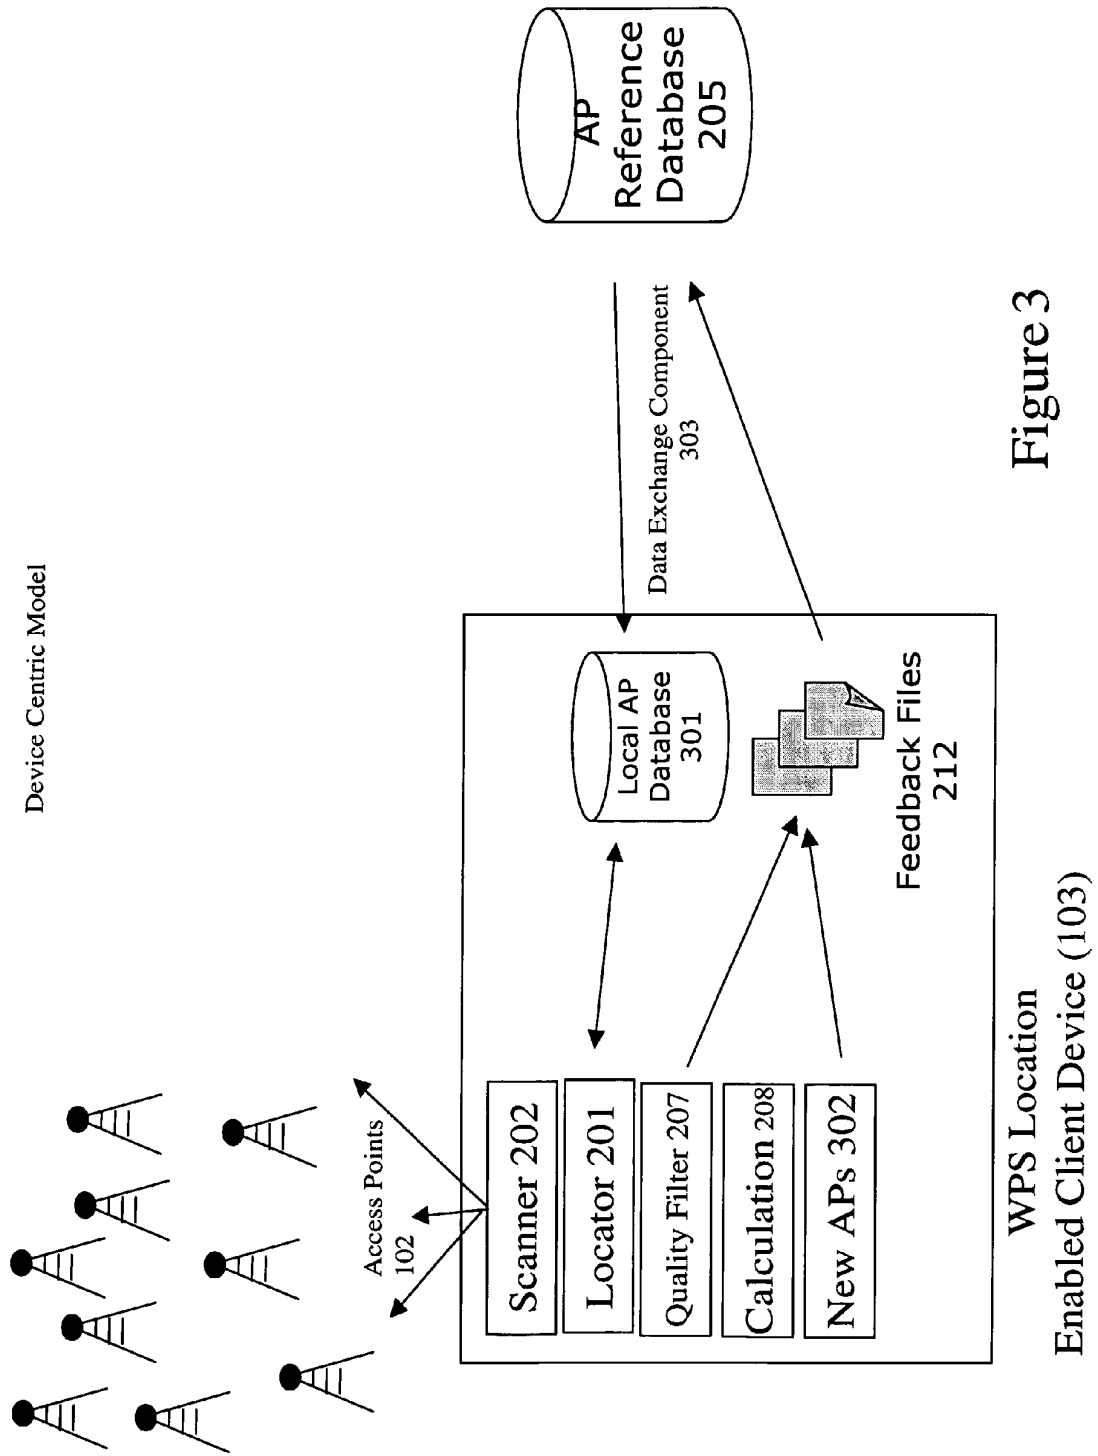 Device Centric Model
Access Points
102
Scanner 202
Locator 201
Quality Filter 207
Calculation 208
New APs 302
Local AP
Database
301
Feedback Files
212
Data Exchange Component
303
AP
Reference
Database
205
WPS Location
Enabled Client Device (103)
Figure 3